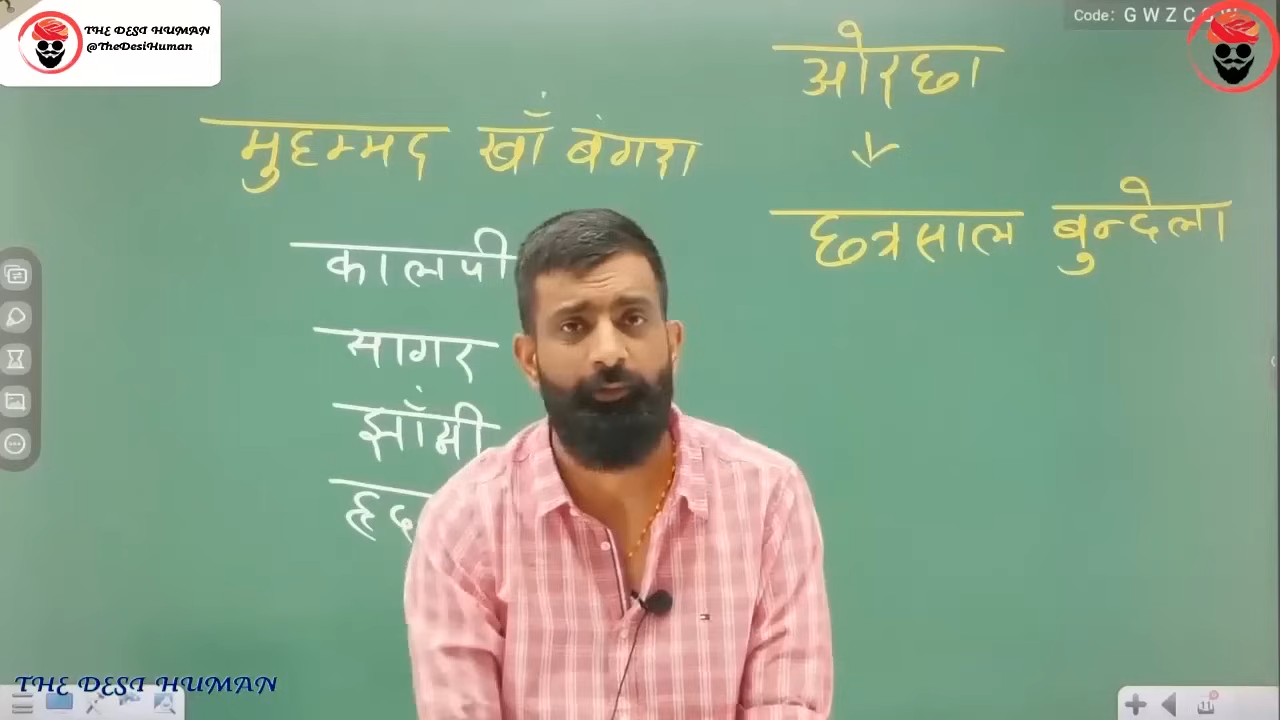 THE DESI HUMAN
@TheDesiHuman
Code: G W Z C
ओरछा
मुहम्मद खाँ बंगश
छत्रसाल बुन्देला
कालपी
सागर
झाँसी
THE DESI HUMAN